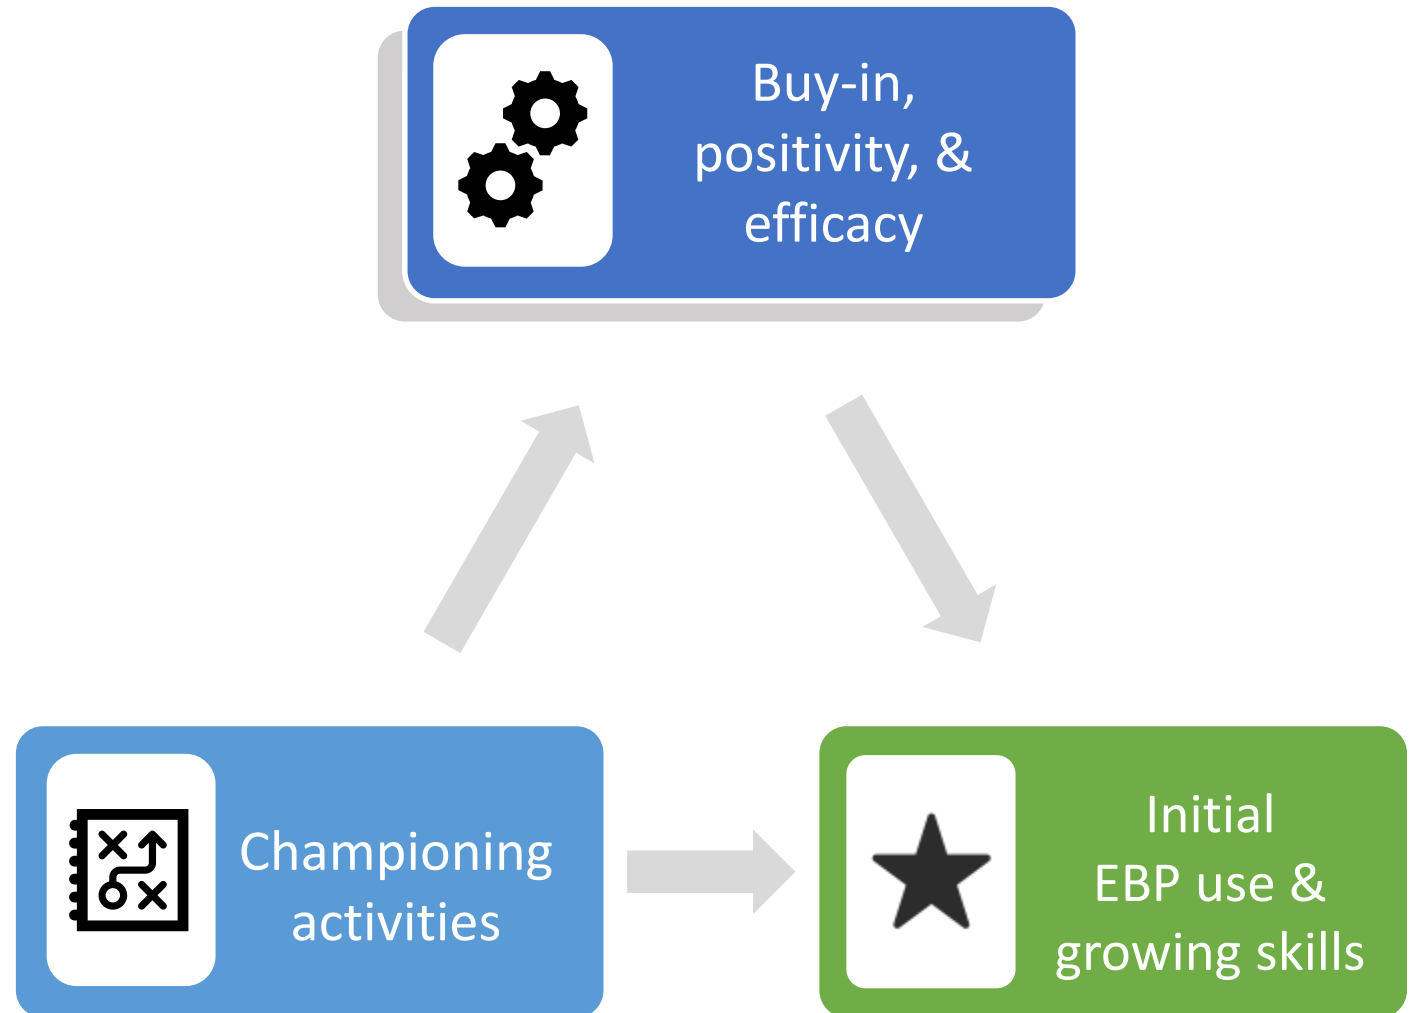 Buy-in,
positivity, &
efficacy
Championing
activities
Initial
EBP use &
growing skills